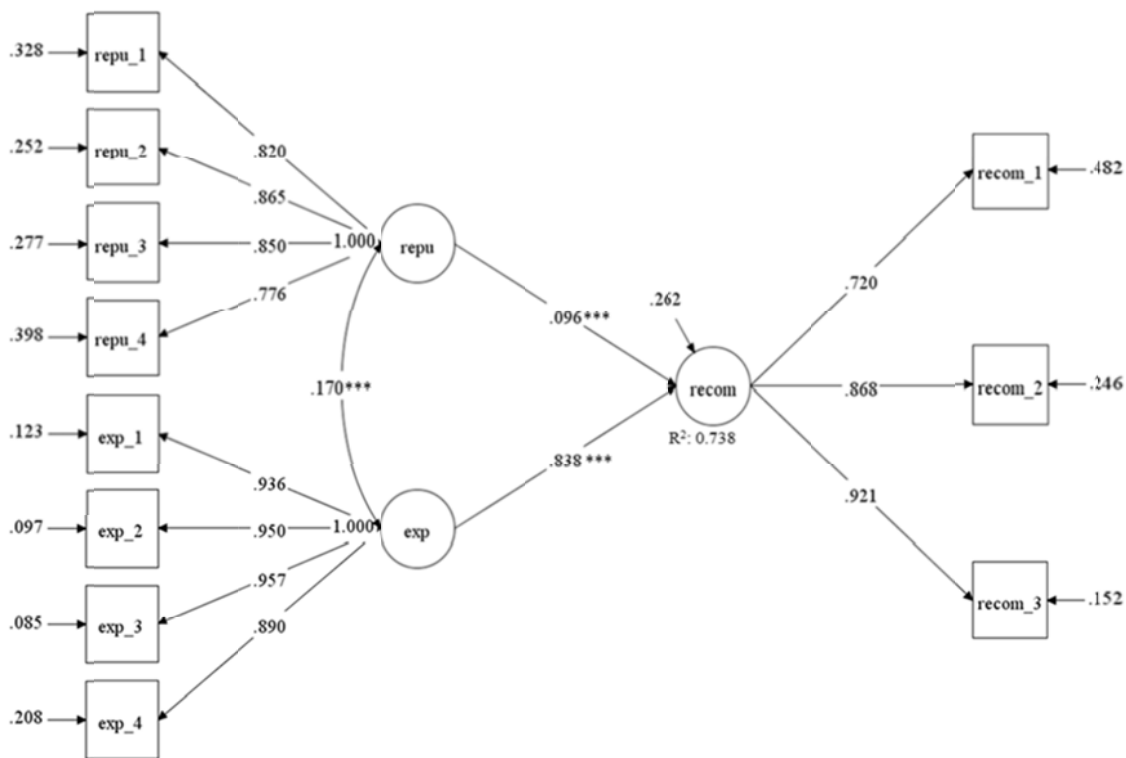 .328
repu_1
.252
repu_2
.277
repu_3
.398
repu_4
.123
exp_1
.097
exp_2
.085
exp_3
.208
exp_4
.820
.865
.850
.776
1.000
repu
.170***
.936
.950
.957
.890
1.000
exp
.096***
.838***
.262
recom
R²: 0.738
.720
.868
.921
recom_1
.482
recom_2
.246
recom_3
.152